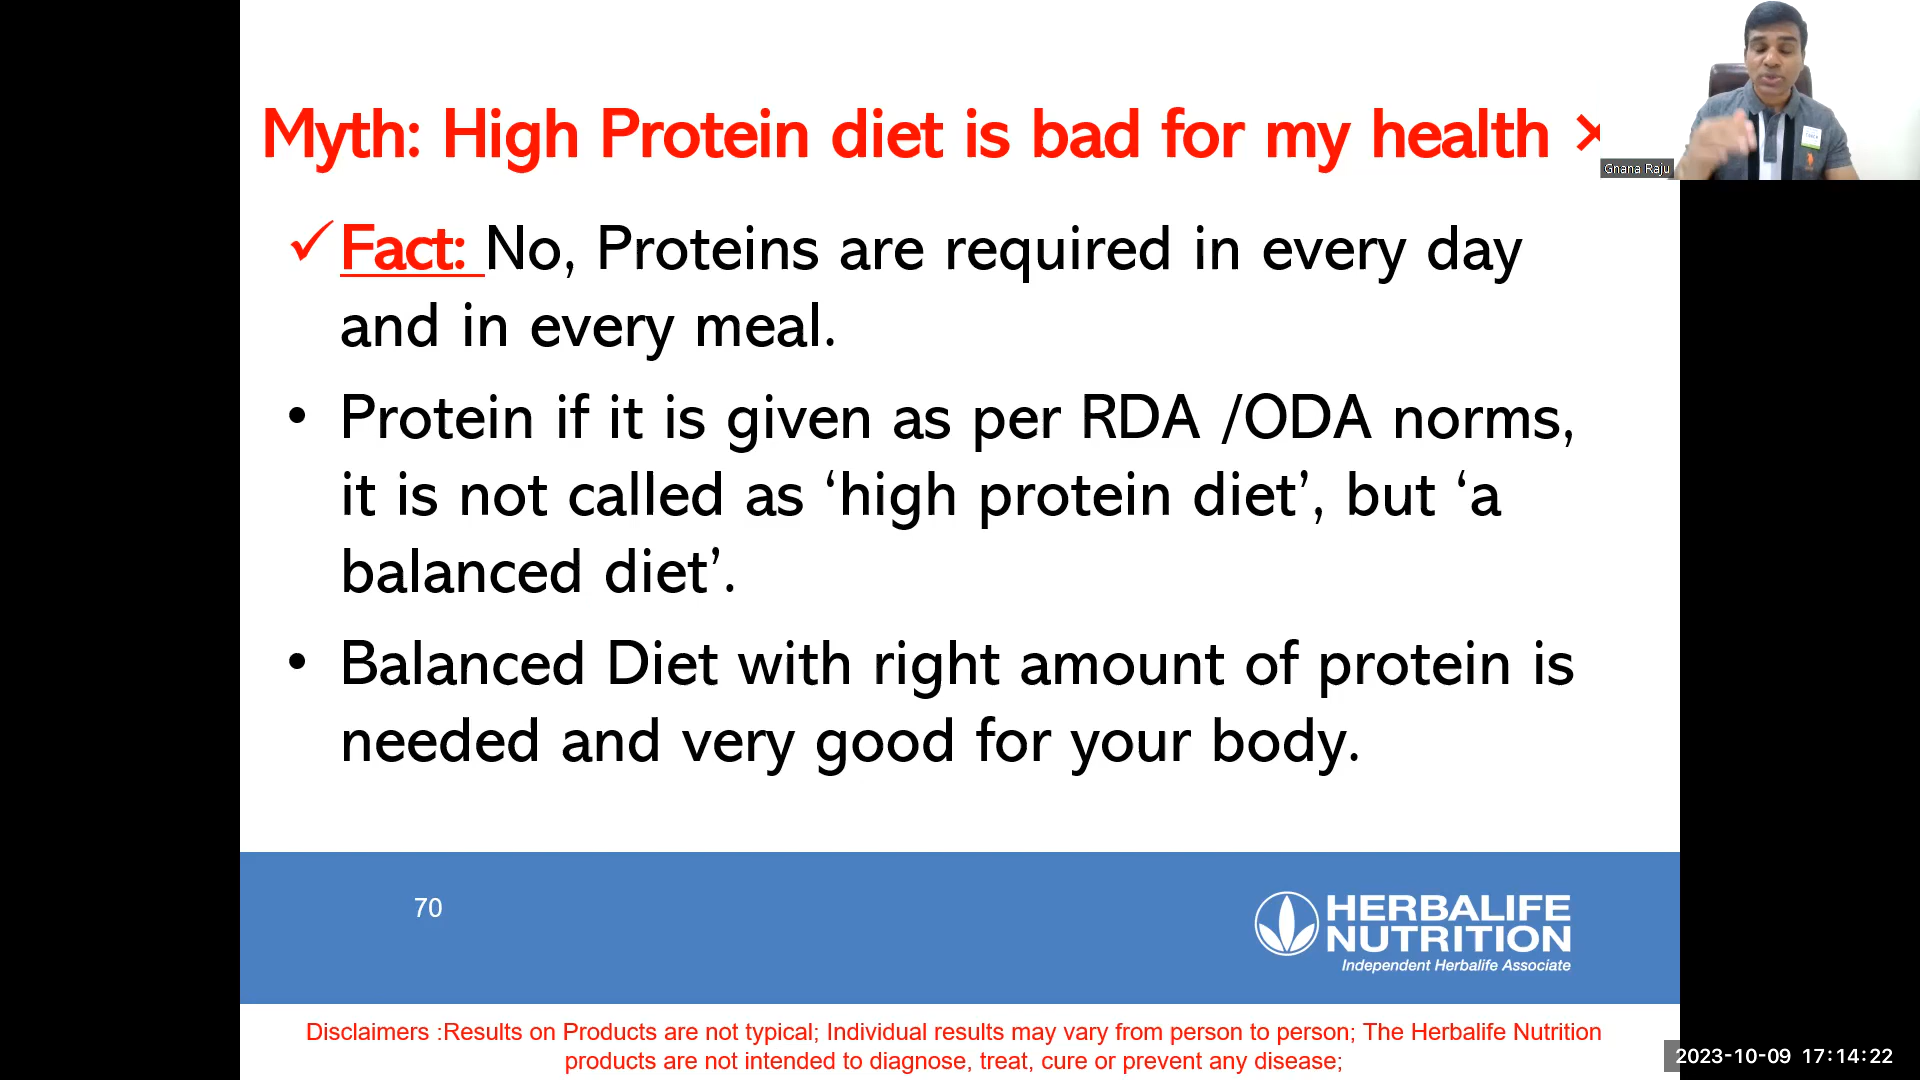 Myth: High Protein diet is bad for my health ×
Gnana Raju
✓Fact: No, Proteins are required in every day
and in every meal.
• Protein if it is given as per RDA /ODA norms,
it is not called as ‘high protein diet’, but ‘a
balanced diet’.
• Balanced Diet with right amount of protein is
needed and very good for your body.
70
HERBALIFE
NUTRITION
Independent Herbalife Associate
Disclaimers :Results on Products are not typical; Individual results may vary from person to person; The Herbalife Nutrition
products are not intended to diagnose, treat, cure or prevent any disease;
2023-10-09 17:14:22